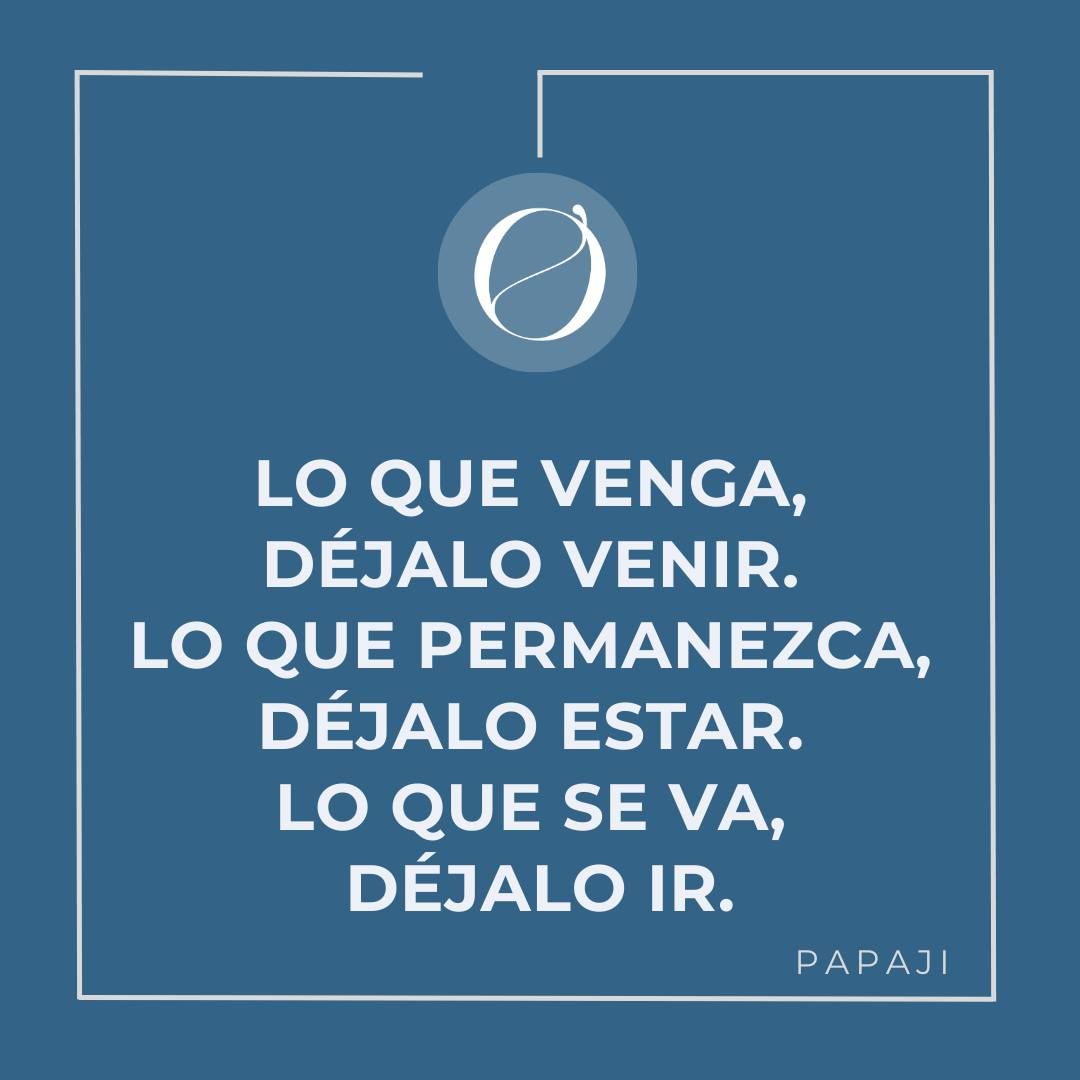 LO QUE VENGA,
DÉJALO VENIR.
LO QUE PERMANEZCA,
DÉJALO ESTAR.
LO QUE SE VA,
DÉJALO IR.
PAPAJI